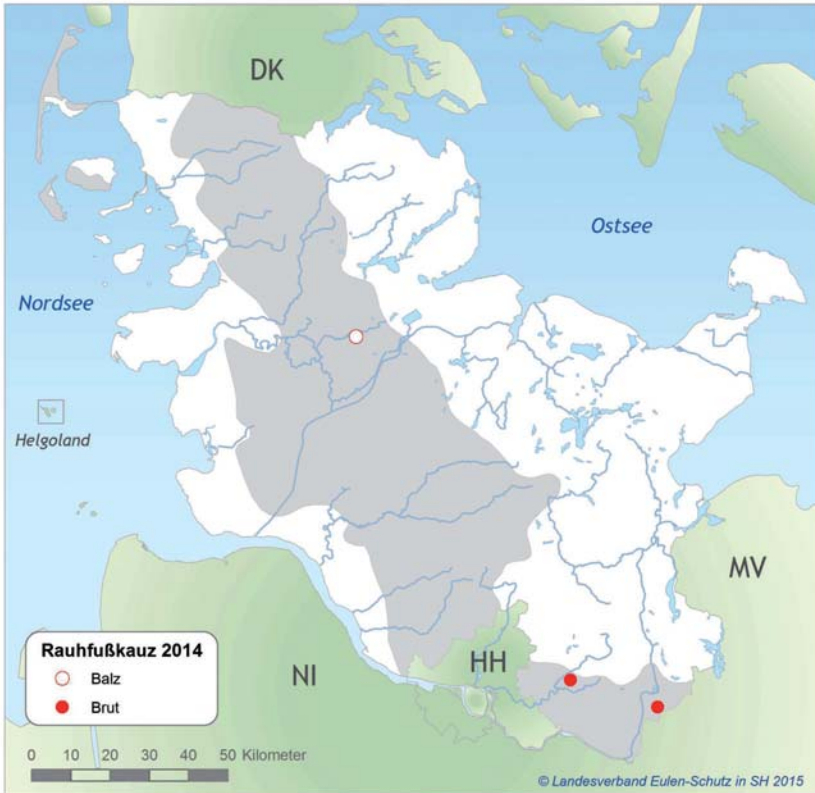 DK
Ostsee
Nordsee
Helgoland
MV
HH
NI
Rauhfußkauz 2014
Balz
Brut
0 10 20 30 40 50 Kilometer
© Landesverband Eulen-Schutz in SH 2015